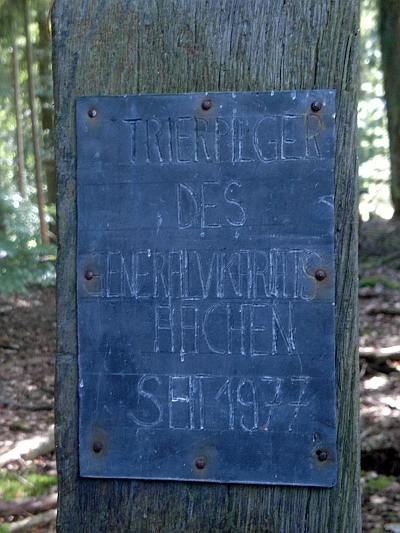 TRIERPILGER
DES
GENERALVIKARIATS
AACHEN
SEIT 1977